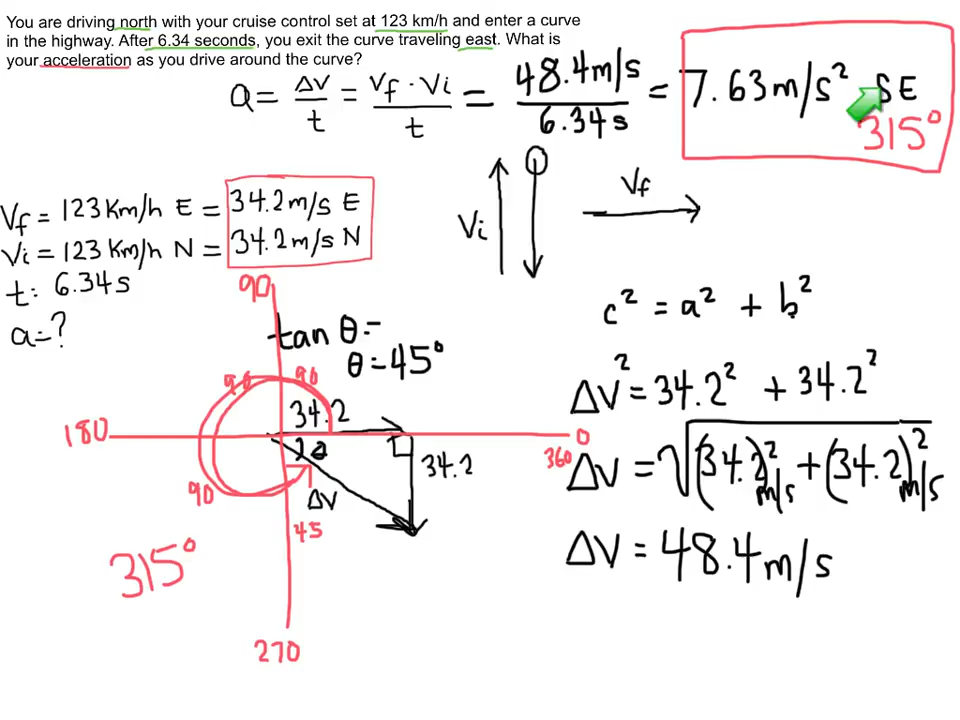 You are driving north with your cruise control set at 123 km/h and enter a curve
in the highway. After 6.34 seconds, you exit the curve traveling east. What is
your acceleration as you drive around the curve?
a = Δv/t = Vf · Vi/t = 48.4m/s/6.34s = 7.63 m/s² SE
315°
Vf = 123 Km/h E = 34.2m/s E
Vi = 123 Km/h N = 34.2m/s N
t: 6.34s
a=?
Vi
Vf
c² = a² + b²
ΔV² = 34.2² + 34.2²
ΔV = √(34.2)² m/s + (34.2)² m/s
ΔV = 48.4m/s
90
tan θ=
θ=45°
90 90
34.2
180
0
360
34.2
90
ΔV
45
315°
270